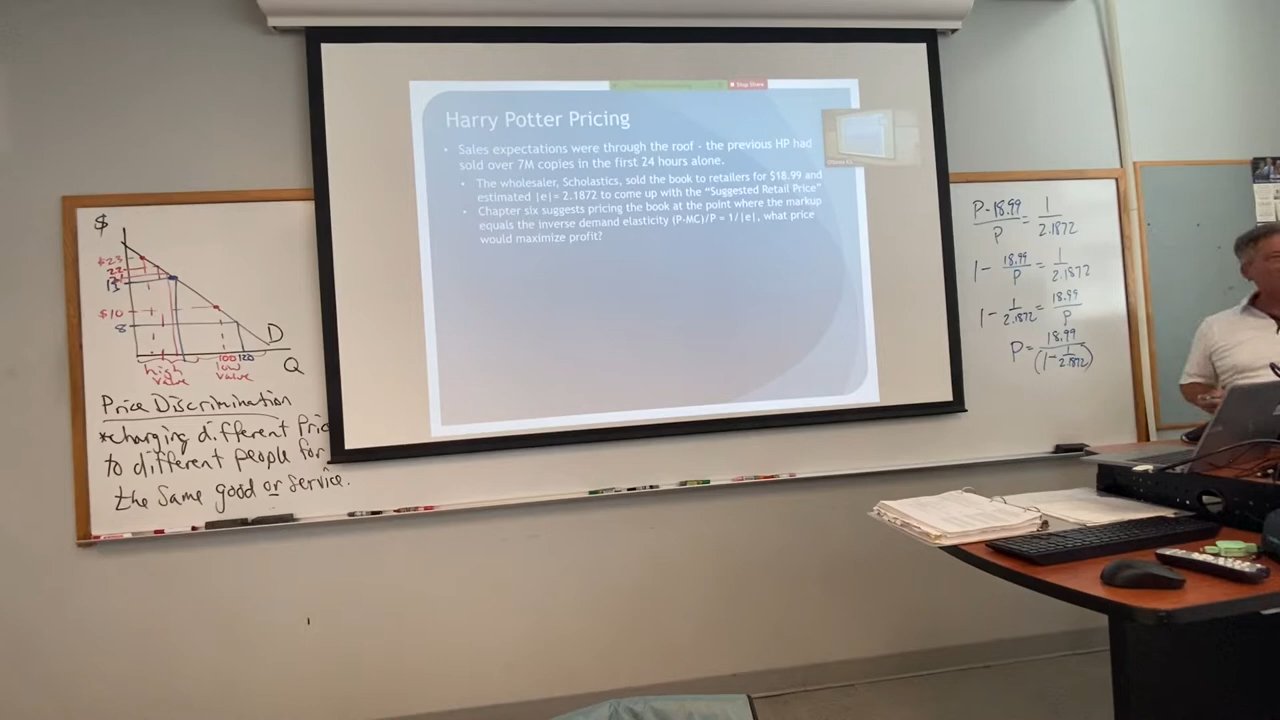 Stop Share
Harry Potter Pricing
• Sales expectations were through the roof - the previous HP had
sold over 7M copies in the first 24 hours alone.
• The wholesaler, Scholastics, sold the book to retailers for $18.99 and
estimated |e|= 2.1872 to come up with the "Suggested Retail Price"
• Chapter six suggests pricing the book at the point where the markup
equals the inverse demand elasticity (P-MC)/P = 1/|e|, what price
would maximize profit?
$
$23
22
$10
8
D
100 120
Q
high low
value value
Price Discrimination
*charging different Pric
to different people for
the same good or service.
P-18.99/P = 1/2.1872
1 - 18.99/P = 1/2.1872
1 - 1/2.1872 = 18.99/P
P = 18.99/(1 - 1/2.1872)